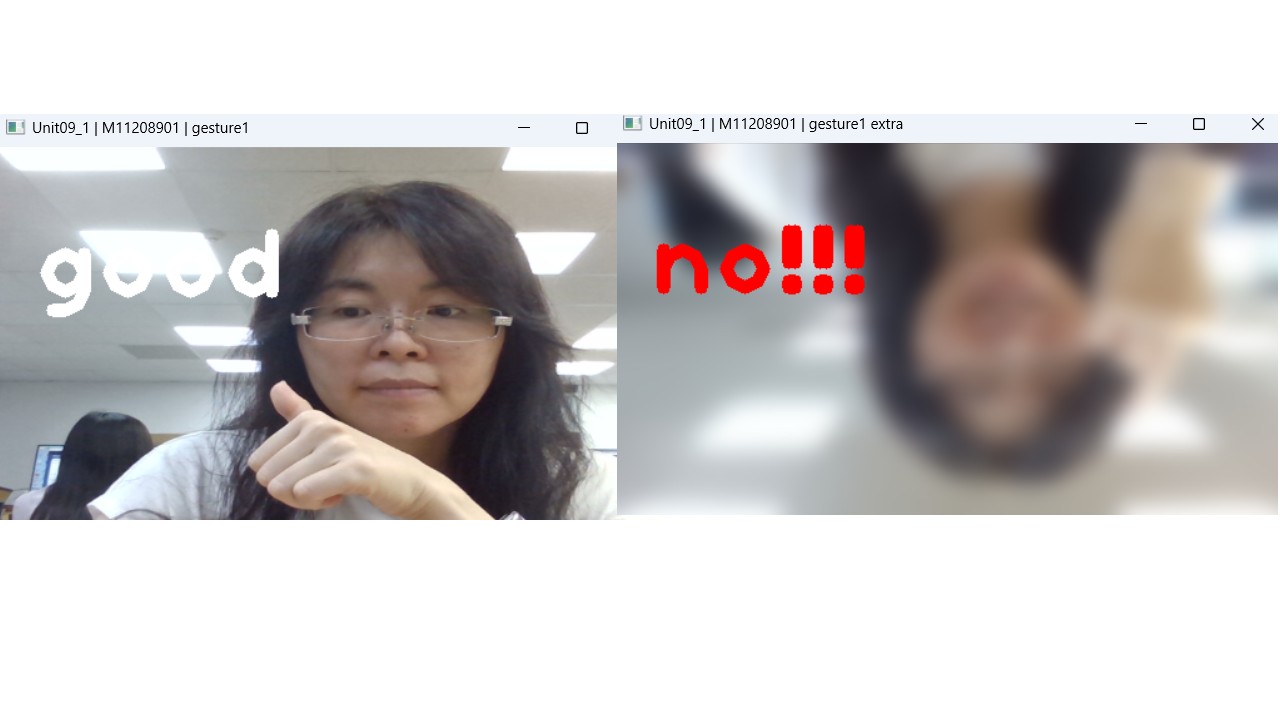 Unit09_1 | M11208901 | gesture1
good
Unit09_1 | M11208901 | gesture1 extra
no!!!